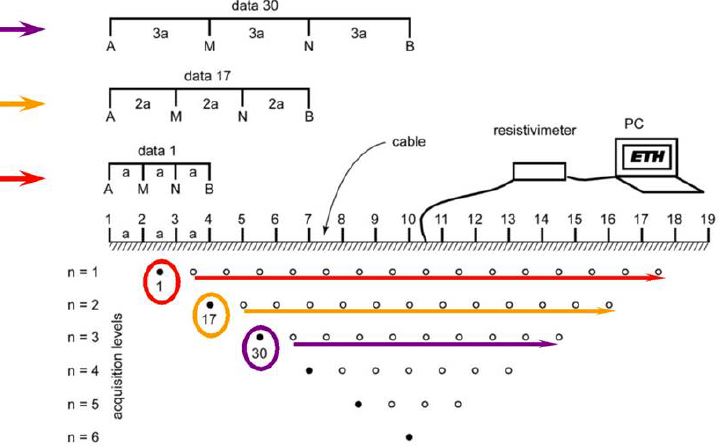 data 30
3a 3a 3a
A M N B
data 17
2a 2a 2a
A M N B
data 1
a a a
A M N B
cable
resistivimeter
PC
ETH
1 2 3 4 5 6 7 8 9 10 11 12 13 14 15 16 17 18 19
a a a
acquisition levels
n = 1
1
n = 2
17
n = 3
30
n = 4
n = 5
n = 6